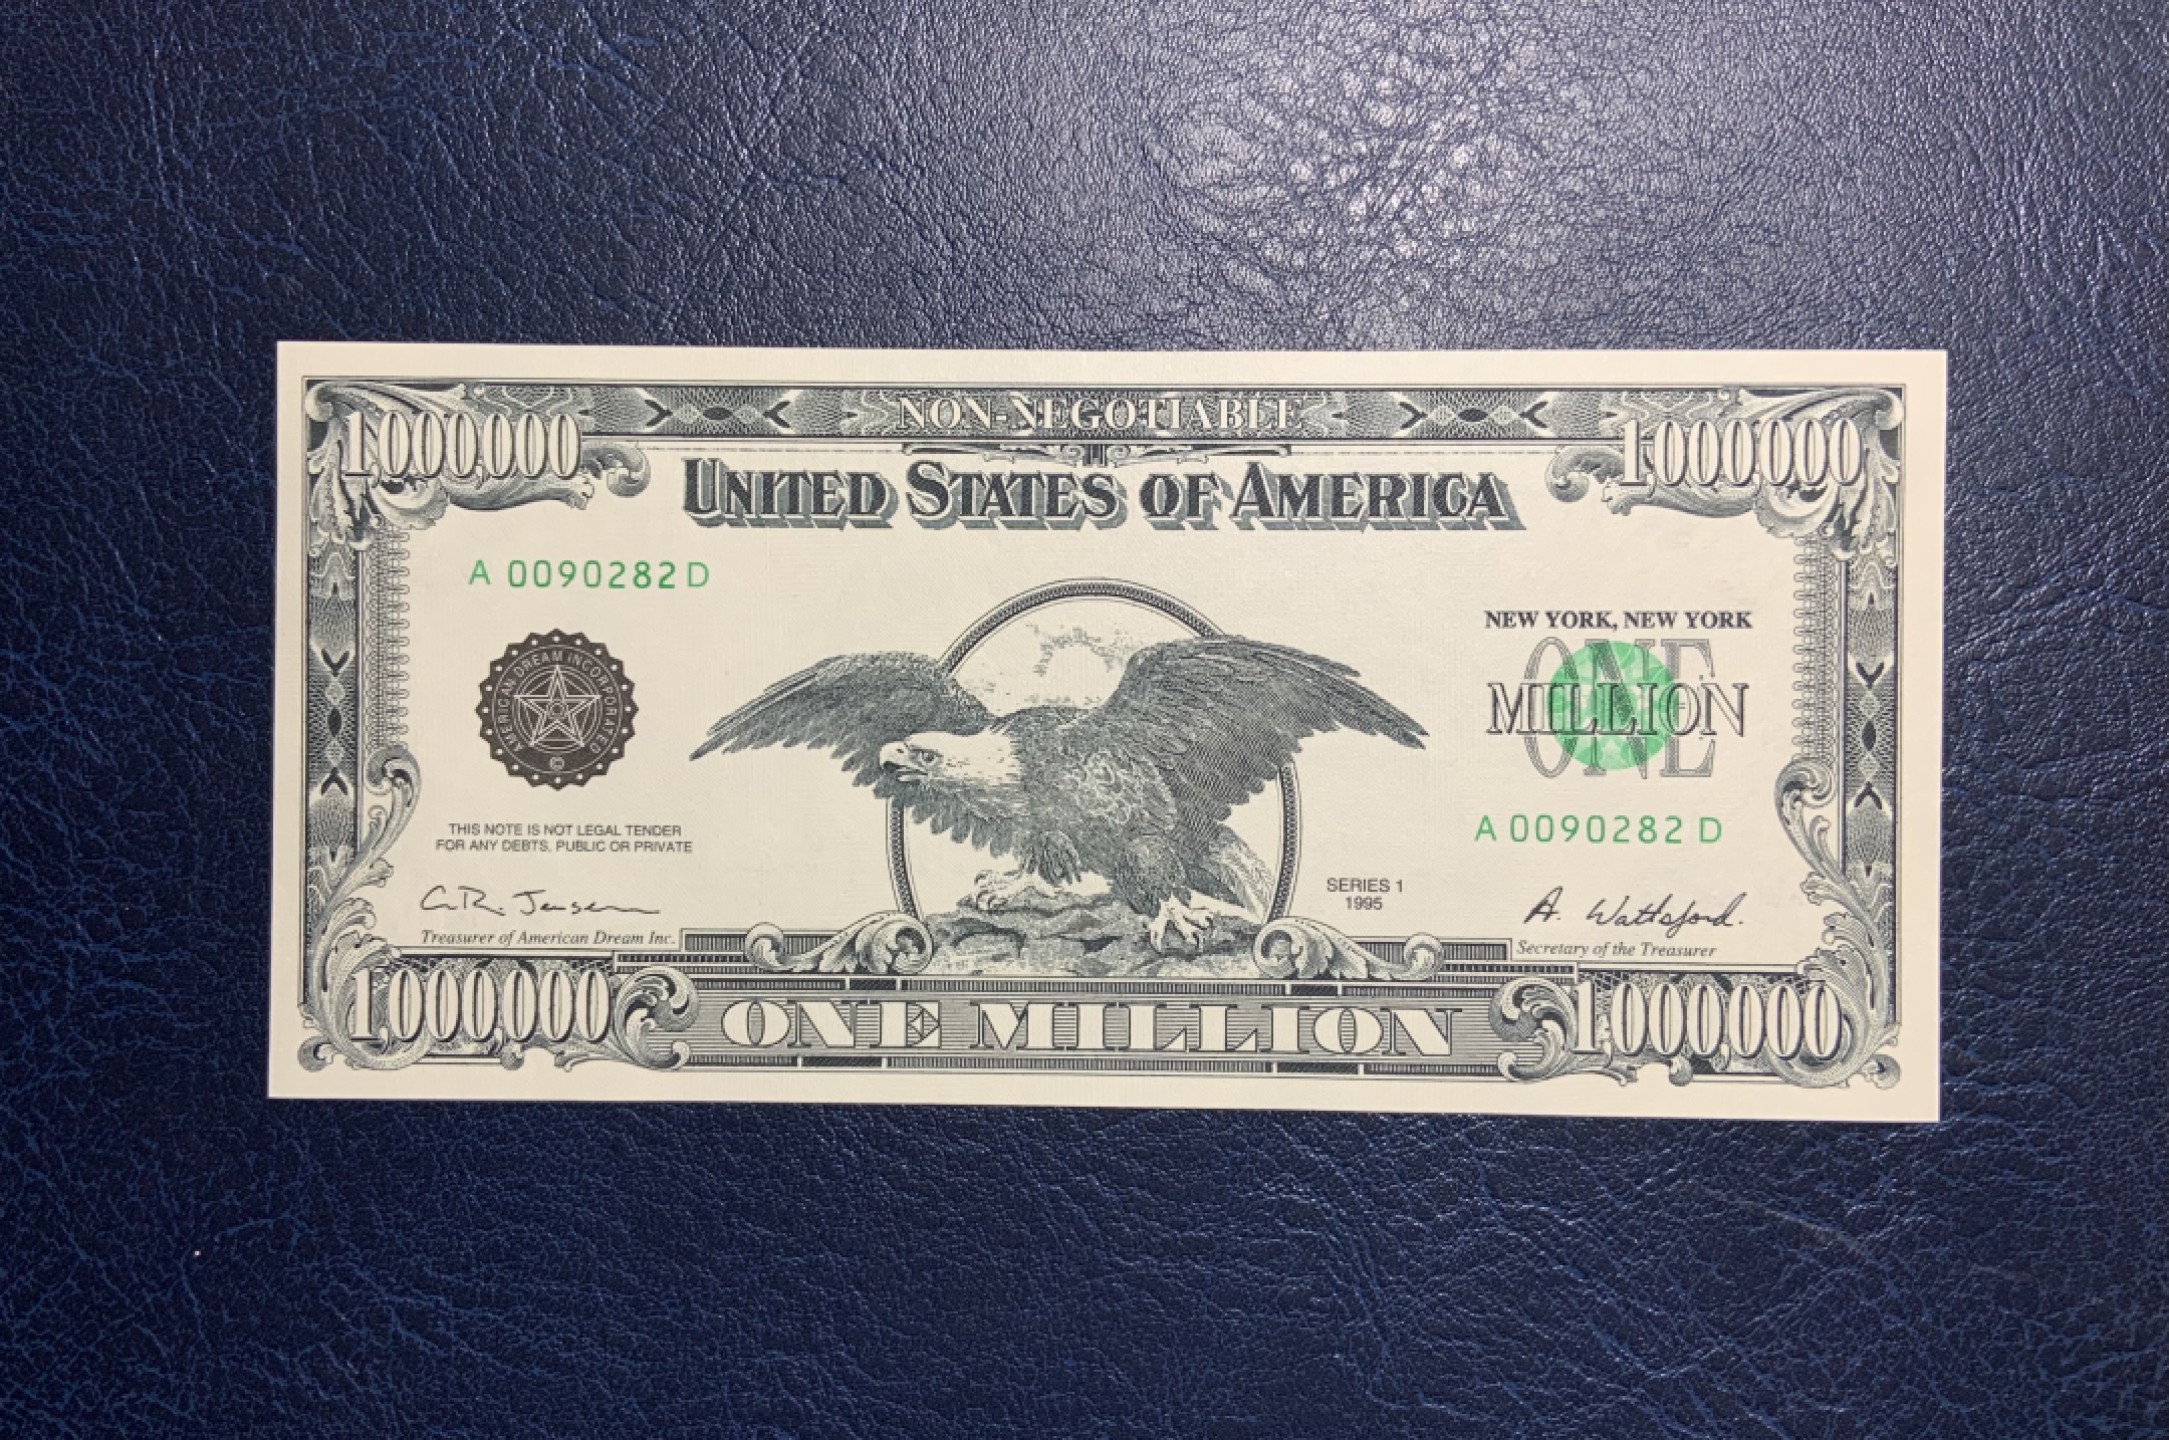 NON-NEGOTIABLE
1,000,000
1,000,000
UNITED STATES OF AMERICA
A 0090282 D
NEW YORK, NEW YORK
ONE
MILLION
AMERICAN DREAM INCORPORATED
©
THIS NOTE IS NOT LEGAL TENDER
FOR ANY DEBTS, PUBLIC OR PRIVATE
A 0090282 D
SERIES 1
1995
C.R. Jensen
Treasurer of American Dream Inc.
A. Wattsford.
Secretary of the Treasurer
1,000,000
ONE MILLION
1,000,000